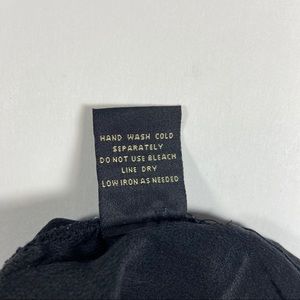 HAND WASH COLD
SEPARATELY
DO NOT USE BLEACH
LINE DRY
LOW IRON AS NEEDED